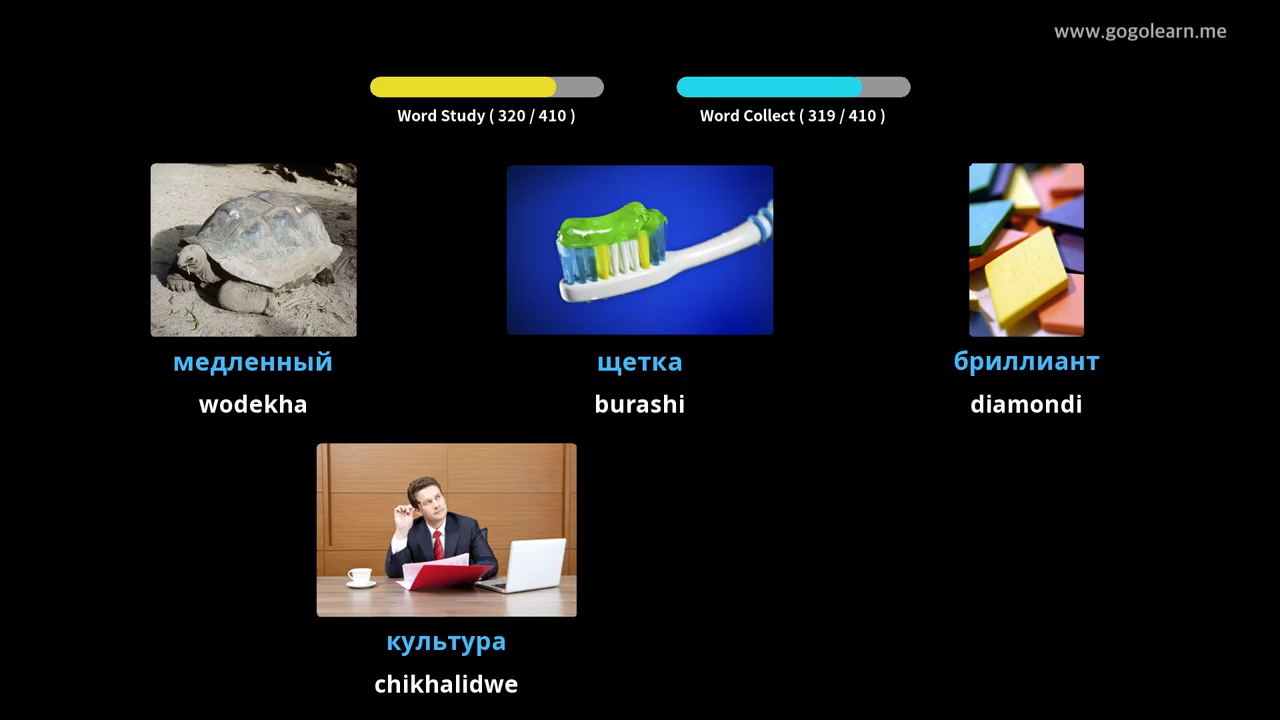 www.gogolearn.me
Word Study ( 320 / 410 )
Word Collect ( 319 / 410 )
медленный
wodekha
щетка
burashi
бриллиант
diamondi
культура
chikhalidwe